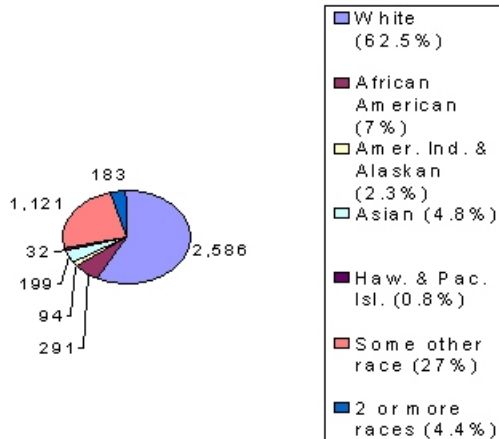 183
1,121
2,586
32
199
94
291
White
(62.5%)
African
American
(7%)
Amer. Ind. &
Alaskan
(2.3%)
Asian (4.8%)
Haw. & Pac.
Isl. (0.8%)
Some other
race (27%)
2 or more
races (4.4%)